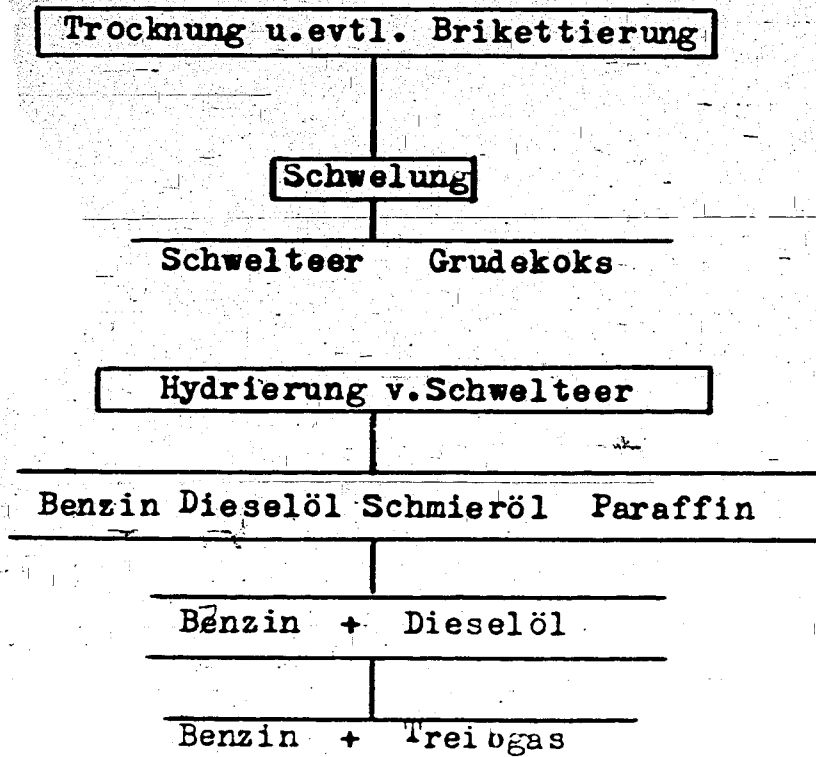 Trocknung u.evtl. Brikettierung
Schwelung
Schwelteer Grudekoks
Hydrierung v.Schwelteer
Benzin Dieselöl Schmieröl Paraffin
Benzin + Dieselöl
Benzin + Treibgas